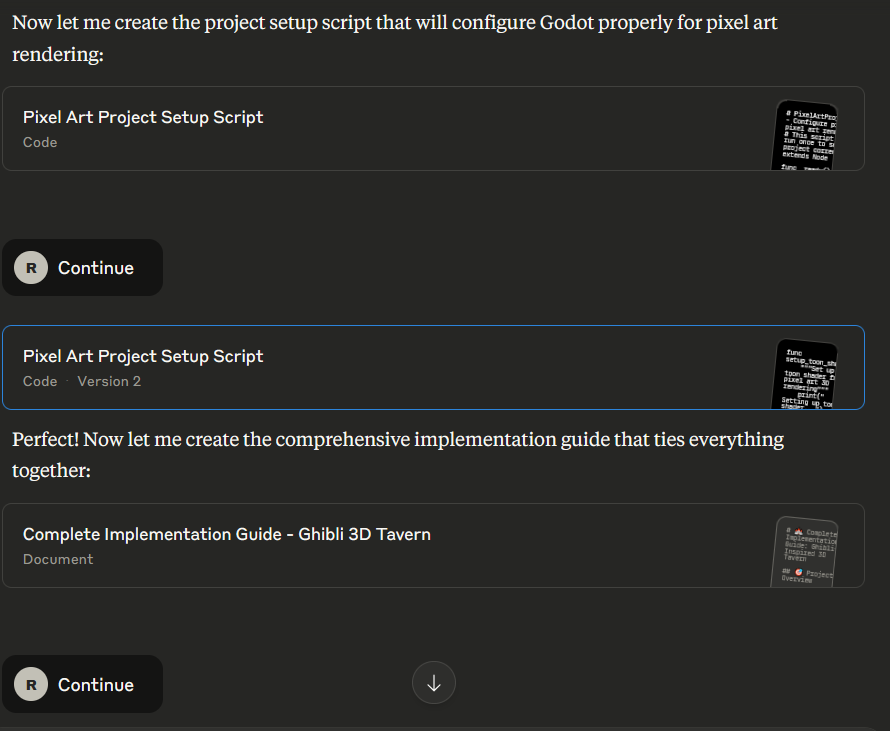 Now let me create the project setup script that will configure Godot properly for pixel art
rendering:
Pixel Art Project Setup Script
Code
# PixelArtPro
- Configure p
pixel art ren
# This script
run once to s
project corre
extends Node
R Continue
Pixel Art Project Setup Script
Code · Version 2
func
setup_toon_sh
"""Set up
toon shader f
pixel art 3D
rendering"""
print("
Setting up to
shader
Perfect! Now let me create the comprehensive implementation guide that ties everything
together:
Complete Implementation Guide - Ghibli 3D Tavern
Document
# Complete
Implementation
Guide: Ghibli
Inspired 3D
Tavern
## 🎯 Project
Overview
R Continue